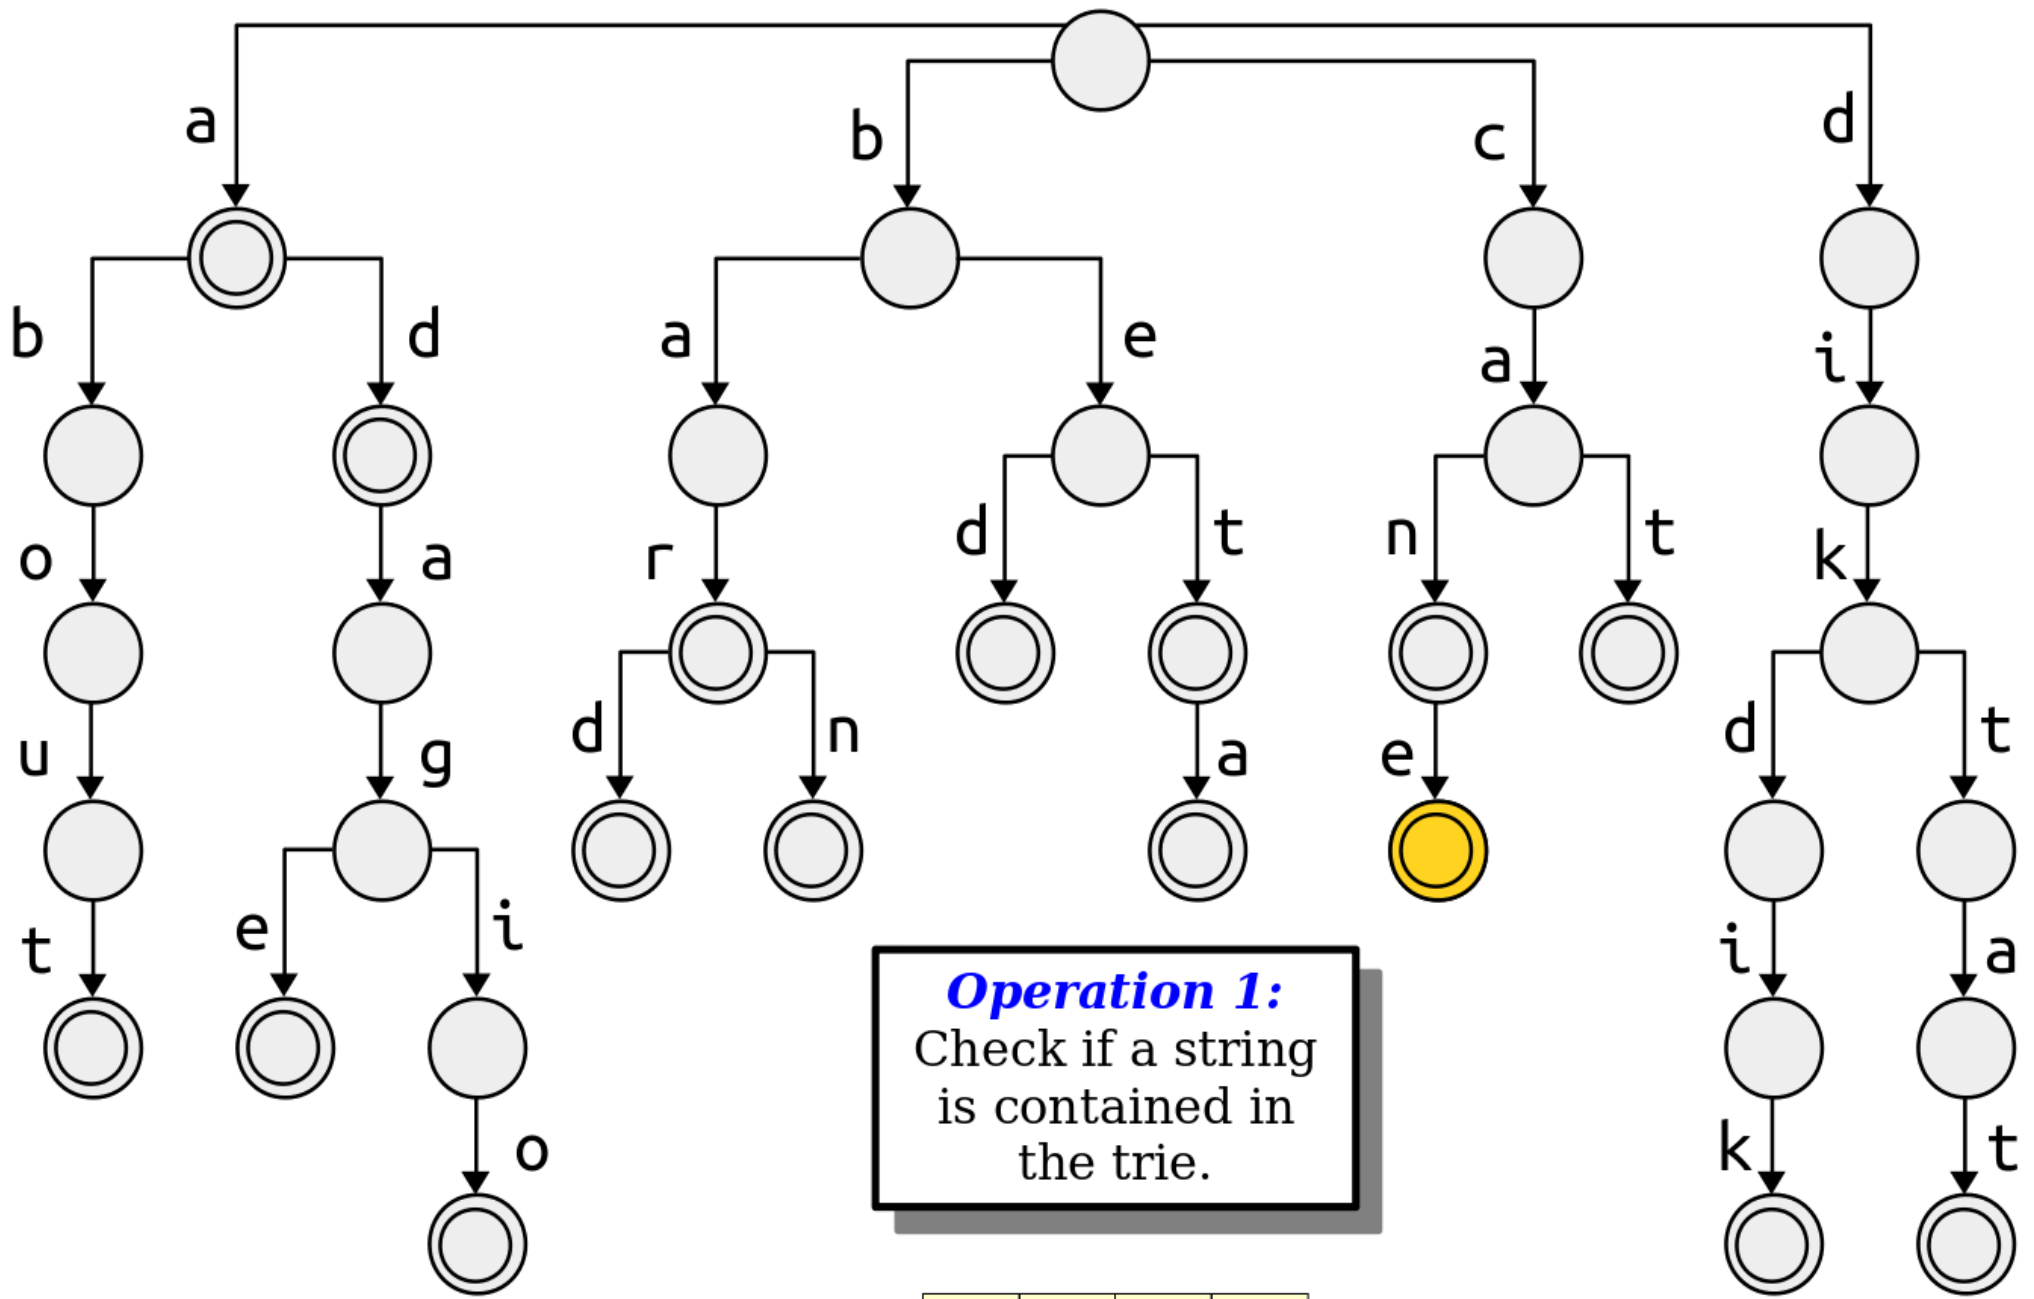 a
b
c
d
b
d
a
e
a
i
o
a
r
d
t
n
t
k
u
g
d
n
a
e
d
t
t
e
i
i
a
o
k
t
Operation 1:
Check if a string
is contained in
the trie.